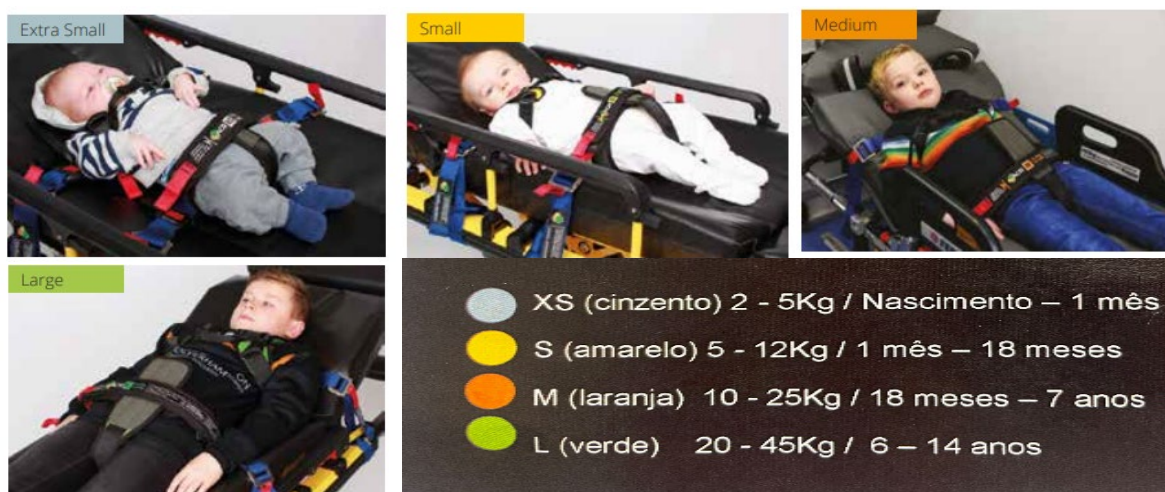 Extra Small
Small
Medium
Large
XS (cinzento) 2 - 5Kg / Nascimento – 1 mês
S (amarelo) 5 - 12Kg / 1 mês – 18 meses
M (laranja) 10 - 25Kg / 18 meses – 7 anos
L (verde) 20 - 45Kg / 6 – 14 anos